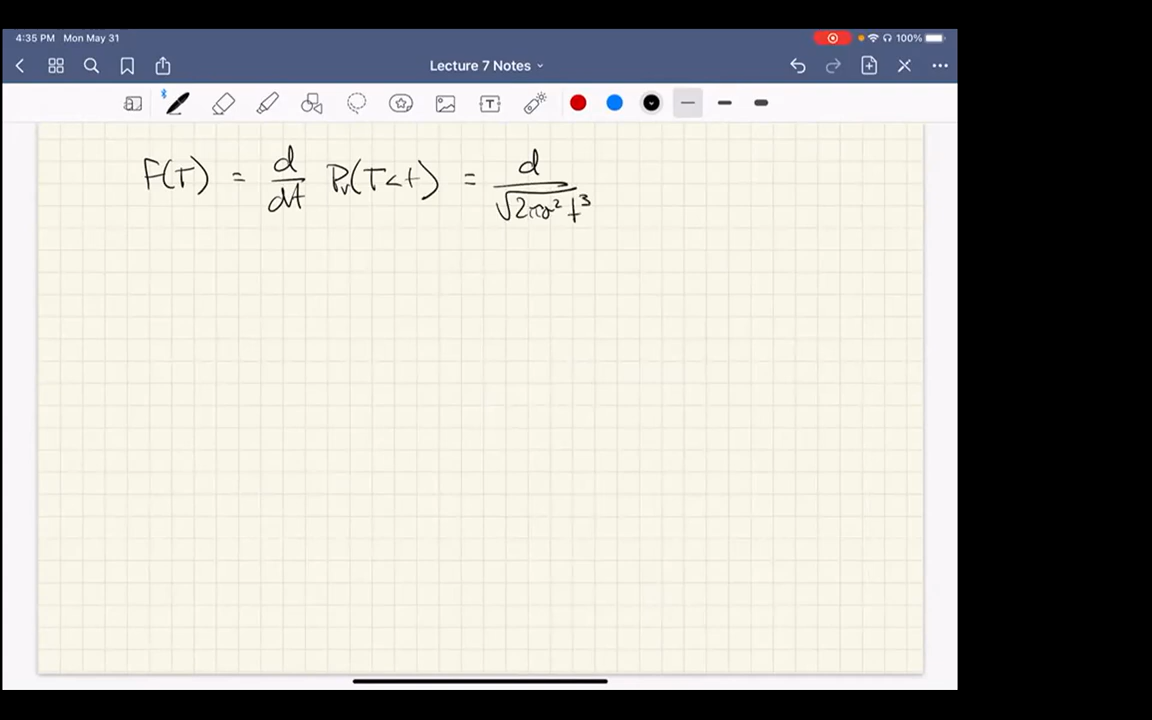 4:35 PM Mon May 31 100%
Lecture 7 Notes
T
F(T) = d/dt Pr(T<t) = d/√2πσ² t³